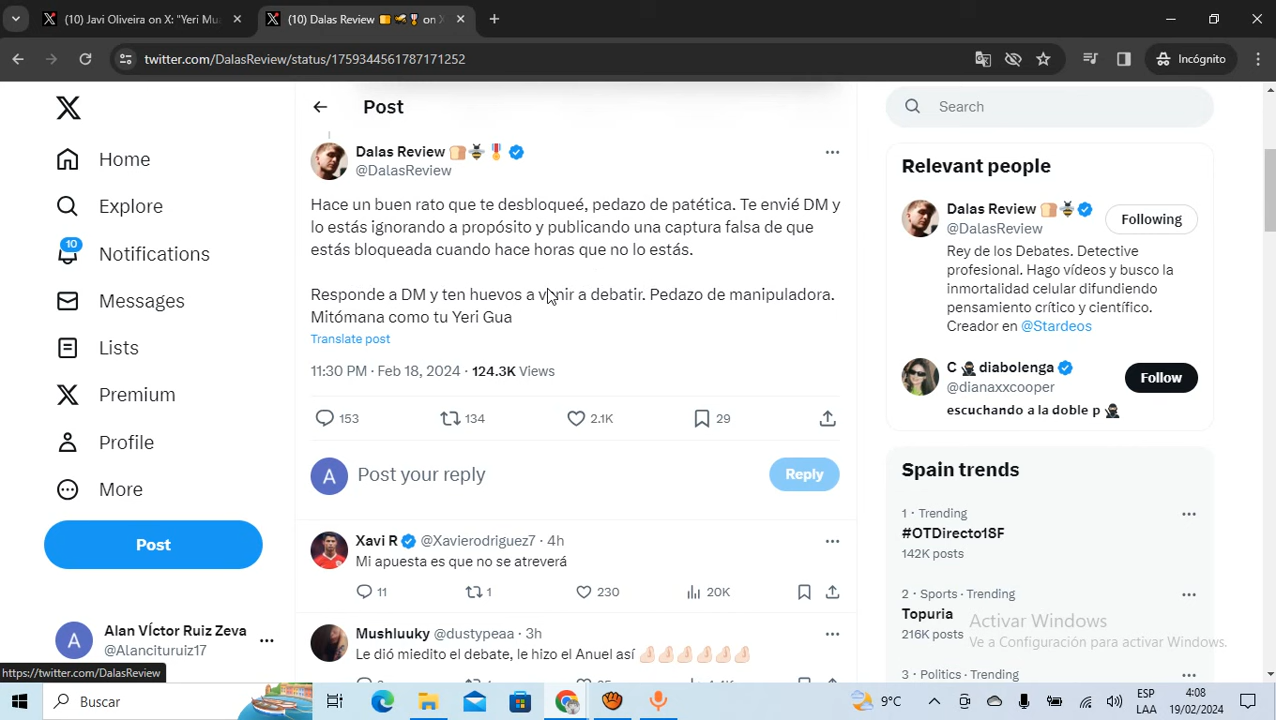 (10) Javi Oliveira on X: "Yeri Mu
(10) Dalas Review on X
twitter.com/DalasReview/status/1759344561787171252
Incógnito
Home
Explore
10
Notifications
Messages
Lists
Premium
Profile
More
Post
Alan VÍctor Ruiz Zeva
@Alancituruiz17
https://twitter.com/DalasReview
Post
Dalas Review
@DalasReview
Hace un buen rato que te desbloqueé, pedazo de patética. Te envié DM y
lo estás ignorando a propósito y publicando una captura falsa de que
estás bloqueada cuando hace horas que no lo estás.
Responde a DM y ten huevos a venir a debatir. Pedazo de manipuladora.
Mitómana como tu Yeri Gua
Translate post
11:30 PM · Feb 18, 2024 · 124.3K Views
153 134 2.1K 29
A Post your reply Reply
Xavi R @Xavierodriguez7 · 4h
Mi apuesta es que no se atreverá
11 1 230 20K
Mushluuky @dustypeaa · 3h
Le dió miedito el debate, le hizo el Anuel así
Search
Relevant people
Dalas Review
@DalasReview
Following
Rey de los Debates. Detective
profesional. Hago vídeos y busco la
inmortalidad celular difundiendo
pensamiento crítico y científico.
Creador en @Stardeos
C diabolenga
@dianaxxcooper
Follow
escuchando a la doble p
Spain trends
1 · Trending
#OTDirecto18F
142K posts
2 · Sports · Trending
Topuria
216K posts
3 · Politics · Trending
Activar Windows
Ve a Configuración para activar Windows.
Buscar
9°C
ESP
LAA
4:08
19/02/2024